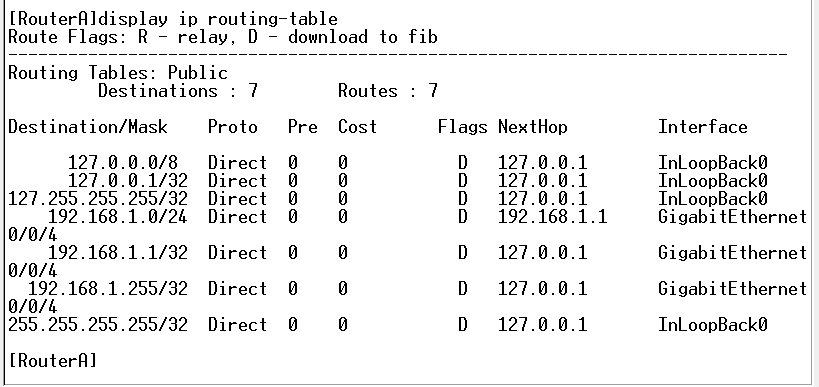 [RouterA]display ip routing-table
Route Flags: R - relay, D - download to fib
------------------------------------------------------------------------------
Routing Tables: Public
         Destinations : 7        Routes : 7
Destination/Mask    Proto   Pre  Cost      Flags NextHop         Interface
      127.0.0.0/8   Direct  0    0           D   127.0.0.1       InLoopBack0
      127.0.0.1/32  Direct  0    0           D   127.0.0.1       InLoopBack0
127.255.255.255/32  Direct  0    0           D   127.0.0.1       InLoopBack0
    192.168.1.0/24  Direct  0    0           D   192.168.1.1     GigabitEthernet
0/0/4
    192.168.1.1/32  Direct  0    0           D   127.0.0.1       GigabitEthernet
0/0/4
  192.168.1.255/32  Direct  0    0           D   127.0.0.1       GigabitEthernet
0/0/4
255.255.255.255/32  Direct  0    0           D   127.0.0.1       InLoopBack0
[RouterA]